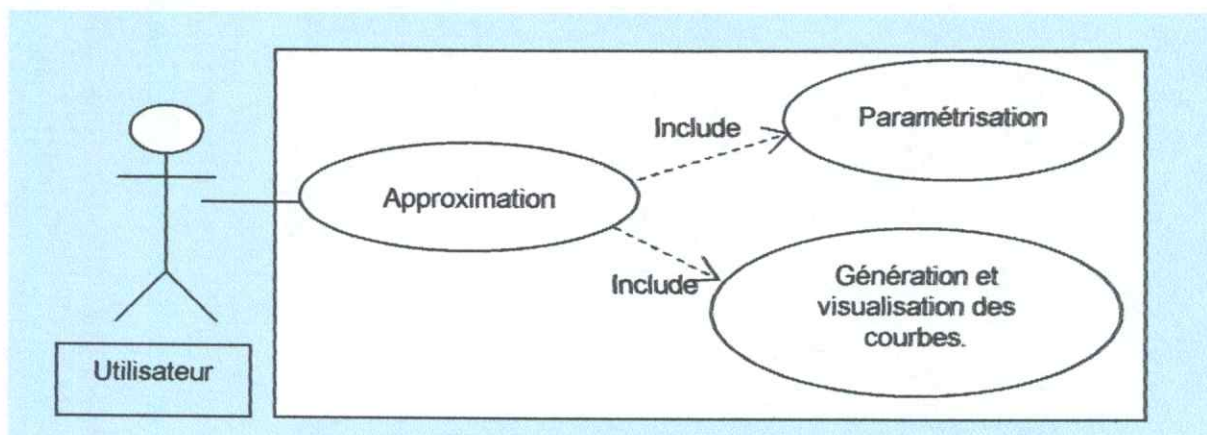 Include
Paramétrisation
Approximation
Include
Génération et
visualisation des
courbes.
Utilisateur